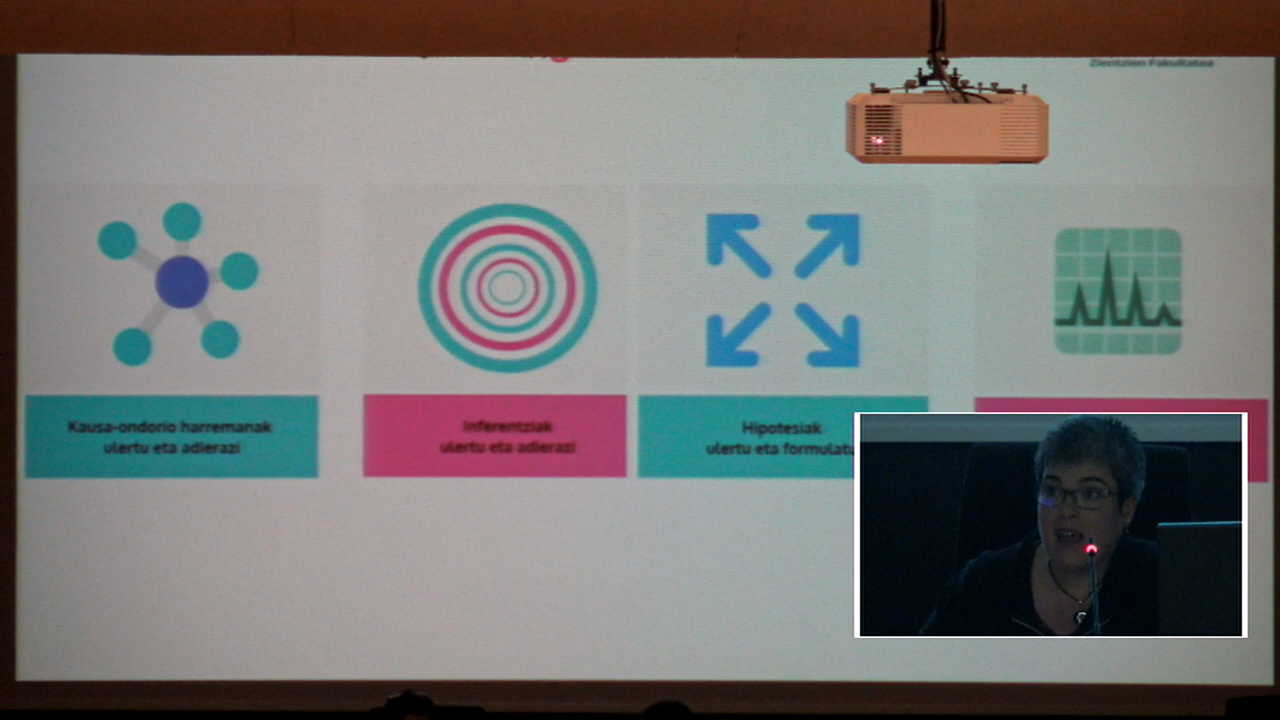 Zientzien Fakultatea
Kausa-ondorio harremanak
ulertu eta adierazi
Inferentziak
ulertu eta adierazi
Hipotesiak
ulertu eta formulatu